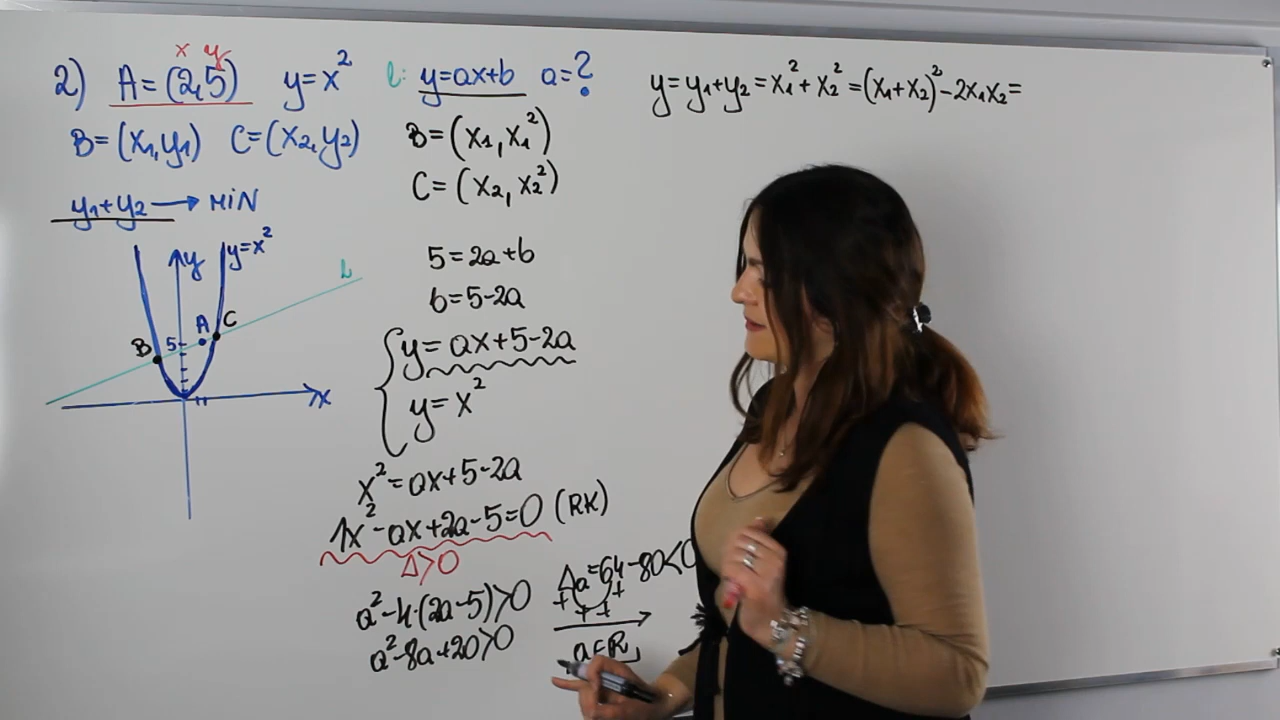 x y
2) A=(2,5) y=x² l: y=ax+b a=?
B=(x₁,y₁) C=(x₂,y₂)
y₁+y₂→MIN
y y=x²
l
A C
B 5
x
B=(x₁,x₁²)
C=(x₂,x₂²)
5=2a+b
b=5-2a
y=ax+5-2a
y=x²
x²=ax+5-2a
1x²-ax+2a-5=0 (RK)
Δ>0
a²-4·(2a-5)>0
a²-8a+20>0
Δa=64-80<0
+ + + +
a∈R
y=y₁+y₂=x₁²+x₂²=(x₁+x₂)²-2x₁x₂=